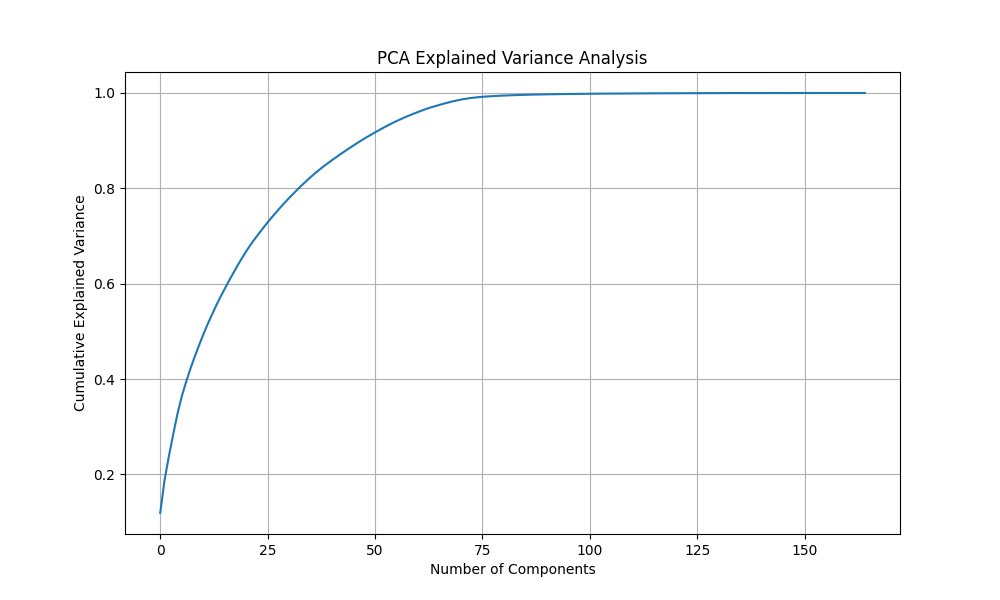 PCA Explained Variance Analysis
1.0
0.8
0.6
0.4
0.2
Cumulative Explained Variance
0 25 50 75 100 125 150
Number of Components